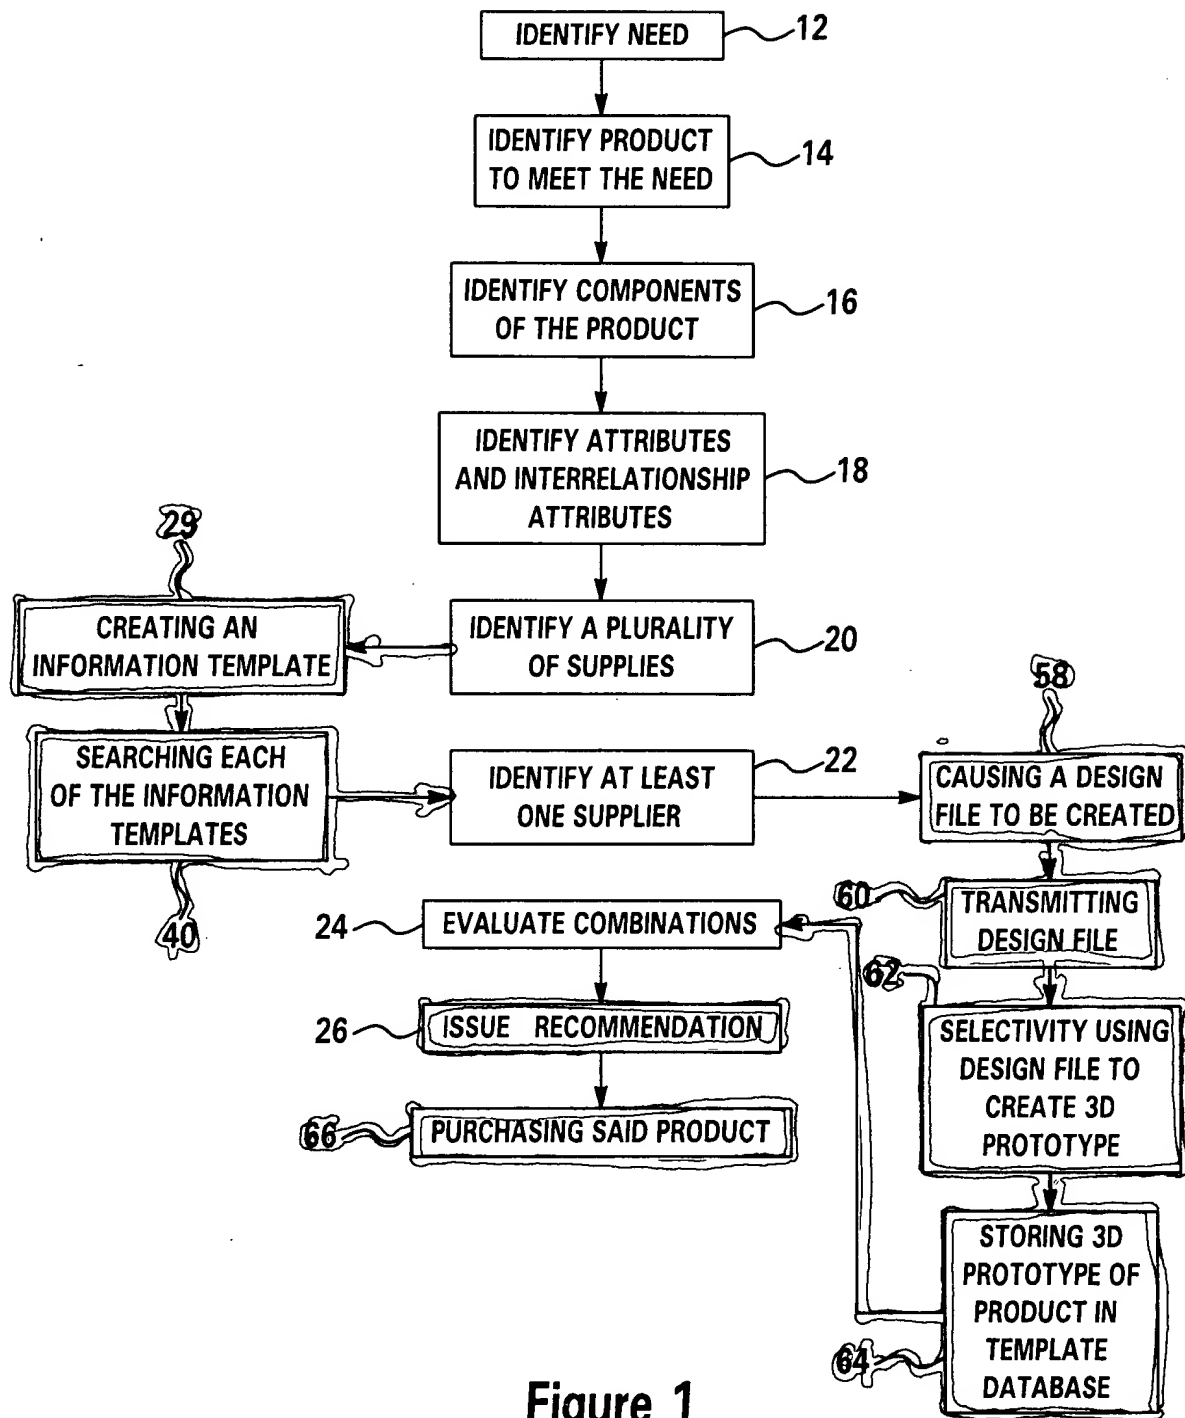 IDENTIFY NEED
12
IDENTIFY PRODUCT
TO MEET THE NEED
14
IDENTIFY COMPONENTS
OF THE PRODUCT
16
IDENTIFY ATTRIBUTES
AND INTERRELATIONSHIP
ATTRIBUTES
18
29
CREATING AN
INFORMATION TEMPLATE
IDENTIFY A PLURALITY
OF SUPPLIES
20
SEARCHING EACH
OF THE INFORMATION
TEMPLATES
40
IDENTIFY AT LEAST
ONE SUPPLIER
22
58
CAUSING A DESIGN
FILE TO BE CREATED
60
TRANSMITTING
DESIGN FILE
62
SELECTIVITY USING
DESIGN FILE TO
CREATE 3D
PROTOTYPE
STORING 3D
PROTOTYPE OF
PRODUCT IN
TEMPLATE
DATABASE
64
24
EVALUATE COMBINATIONS
26
ISSUE RECOMMENDATION
66
PURCHASING SAID PRODUCT
Figure 1